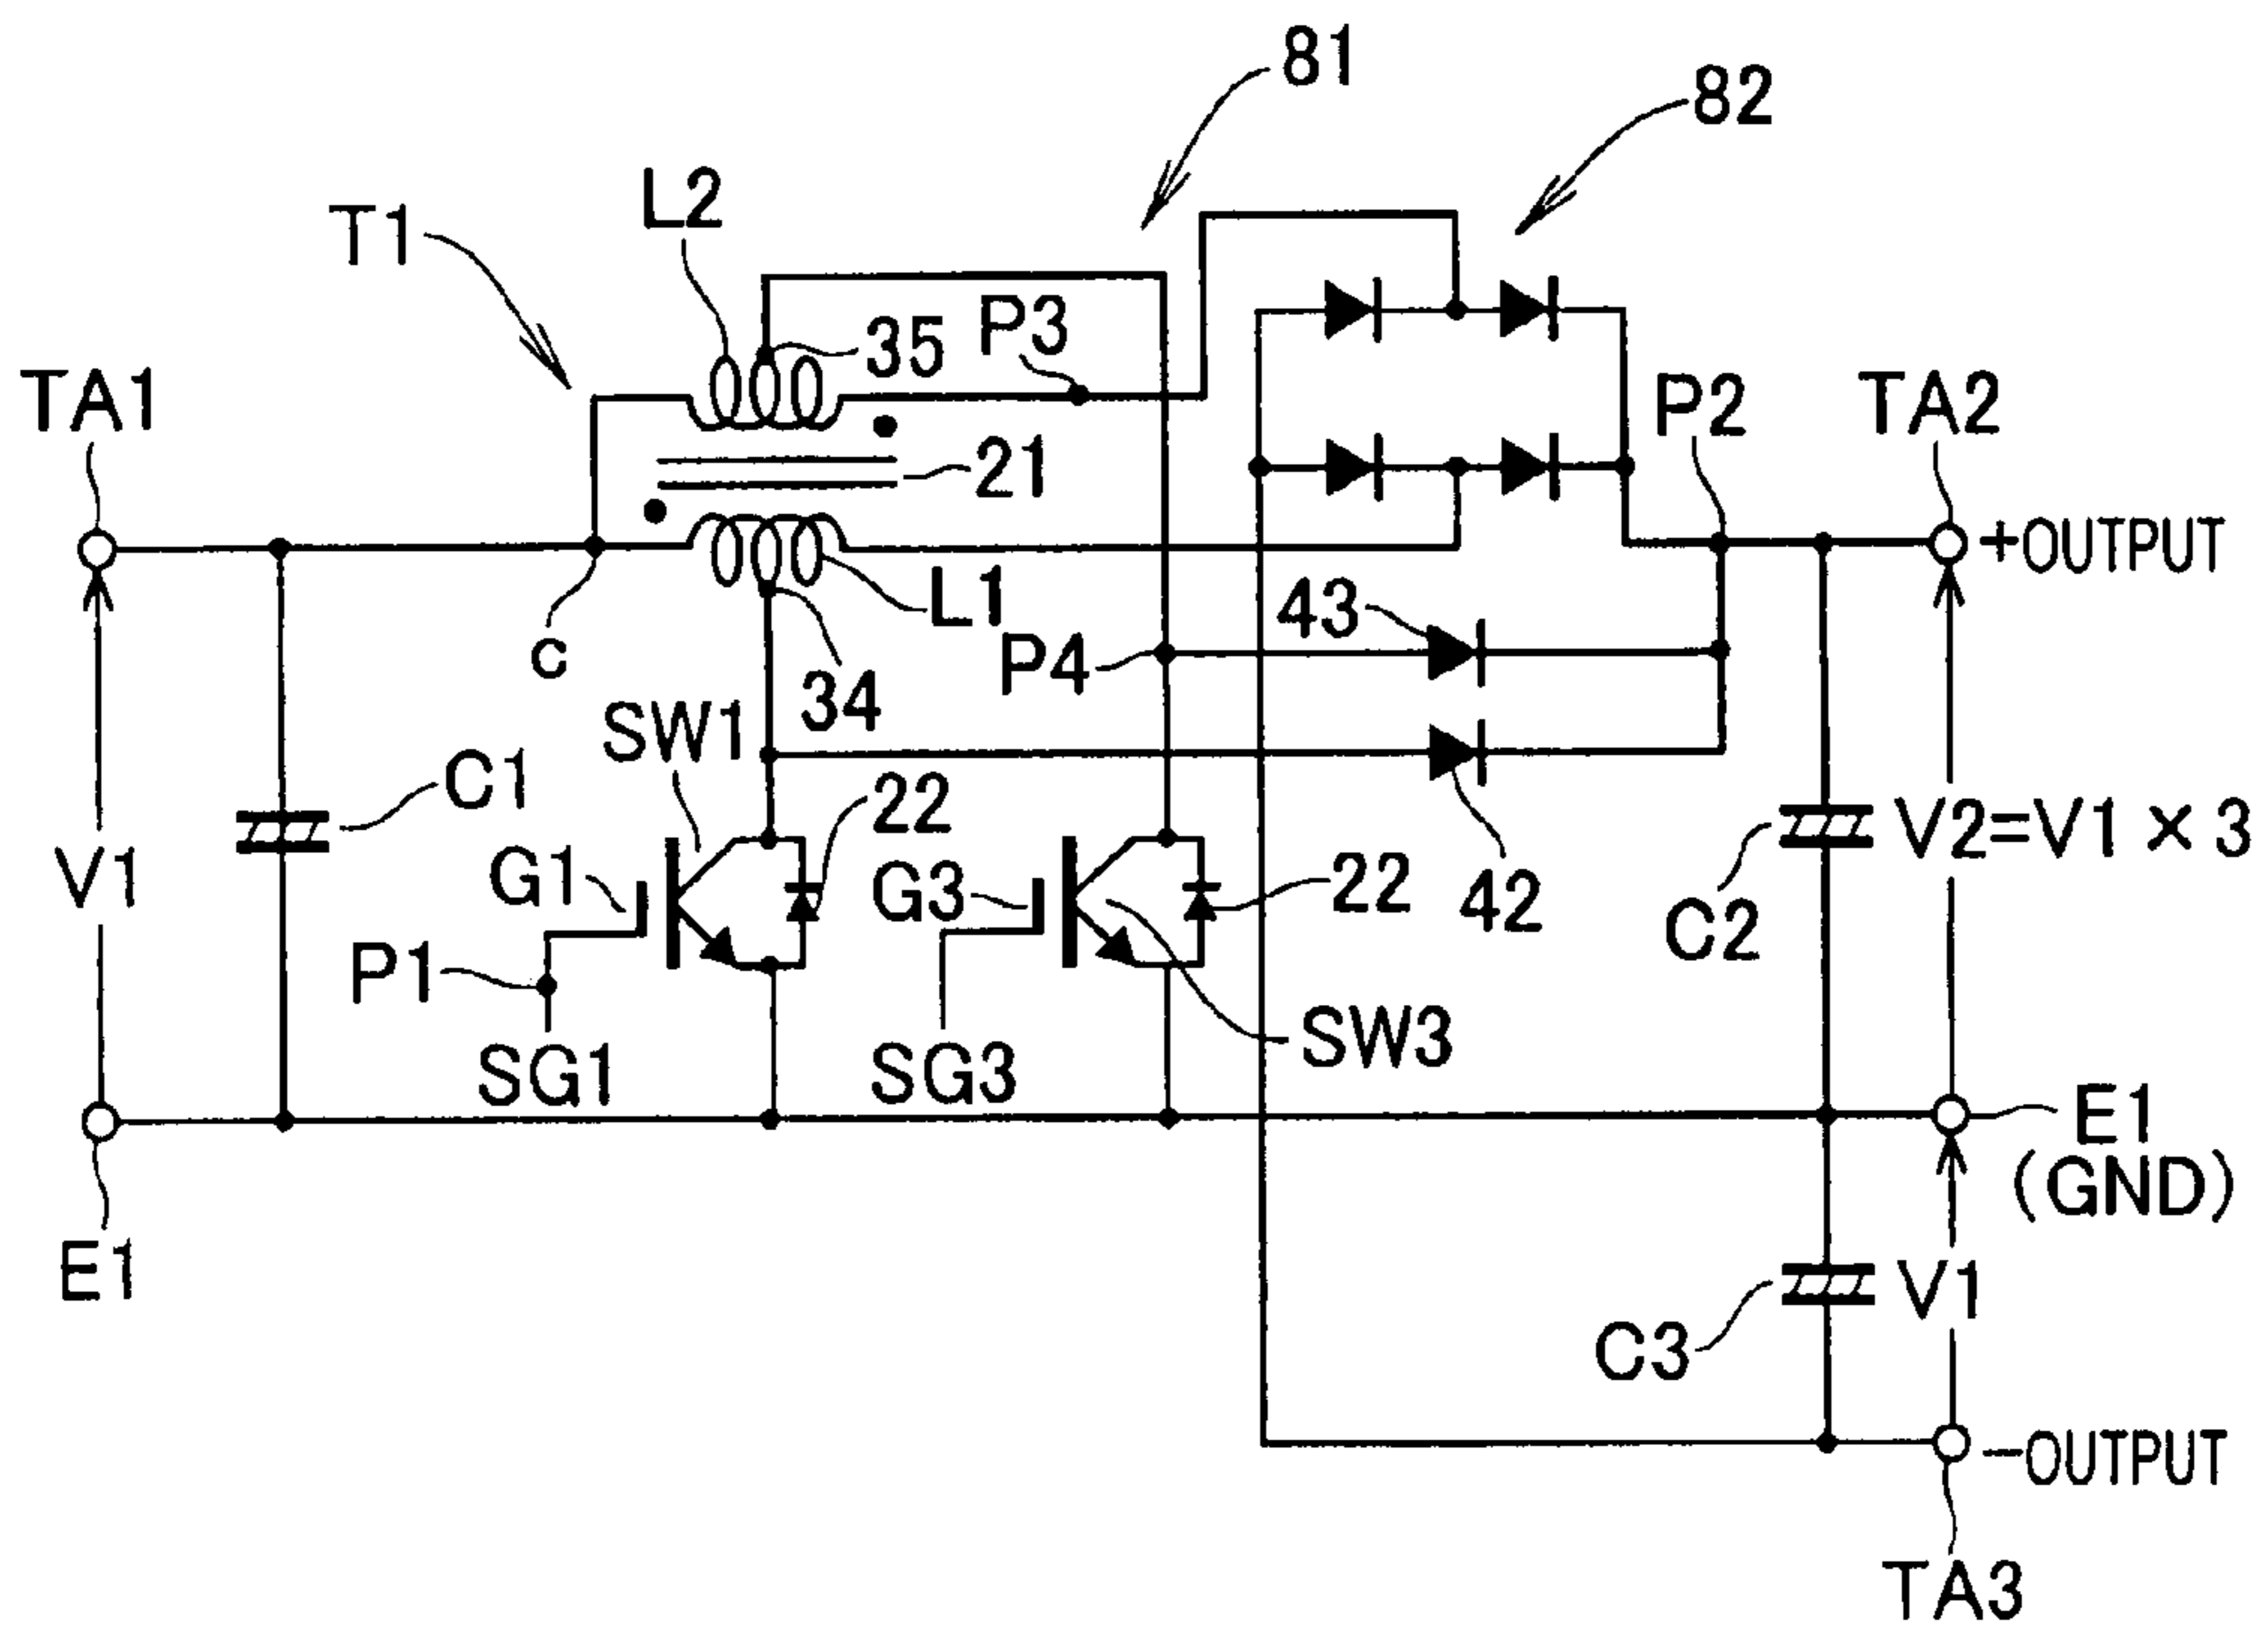 81
82
L2
T1
35
P3
TA1
P2
TA2
21
+OUTPUT
L1
43
c
P4
34
SW1
C1
22
V2=V1×3
V1
G1
G3
22
42
C2
P1
SW3
SG1
SG3
E1
(GND)
E1
V1
C3
−OUTPUT
TA3